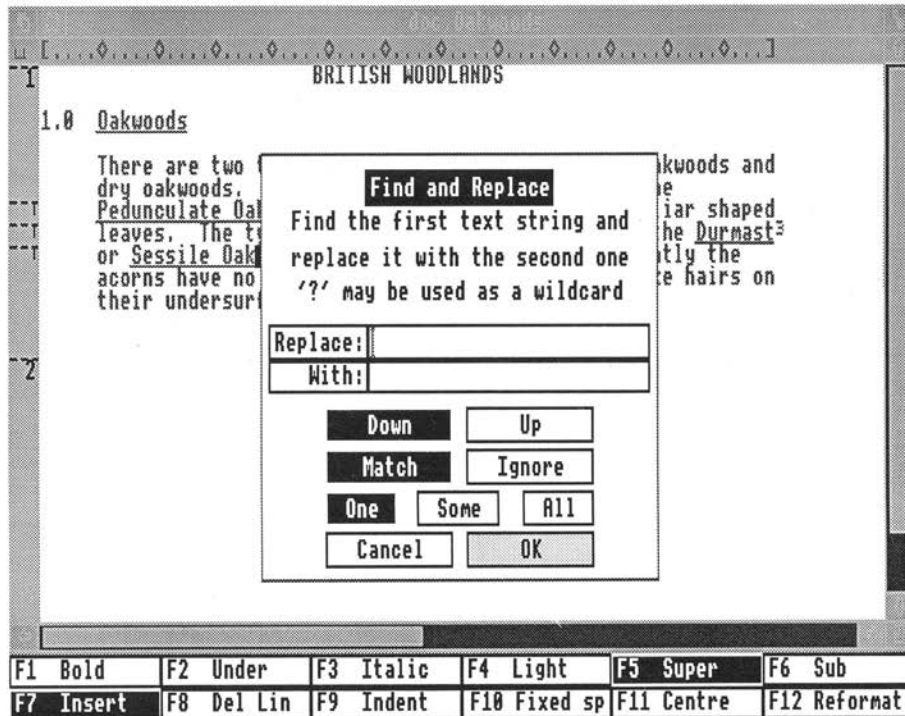 doc Oakwoods
BRITISH WOODLANDS
1
1.0 Oakwoods
There are two
kwoods and
dry oakwoods.
Pedunculate Oa
iar shaped
leaves. The
he Durmast³
or Sessile Oak
tly the
acorns have no
hairs on
their undersur
2
Find and Replace
Find the first text string and
replace it with the second one
'?' may be used as a wildcard
Replace:
With:
Down Up
Match Ignore
One Some All
Cancel OK
F1 Bold F2 Under F3 Italic F4 Light F5 Super F6 Sub
F7 Insert F8 Del Lin F9 Indent F10 Fixed sp F11 Centre F12 Reformat